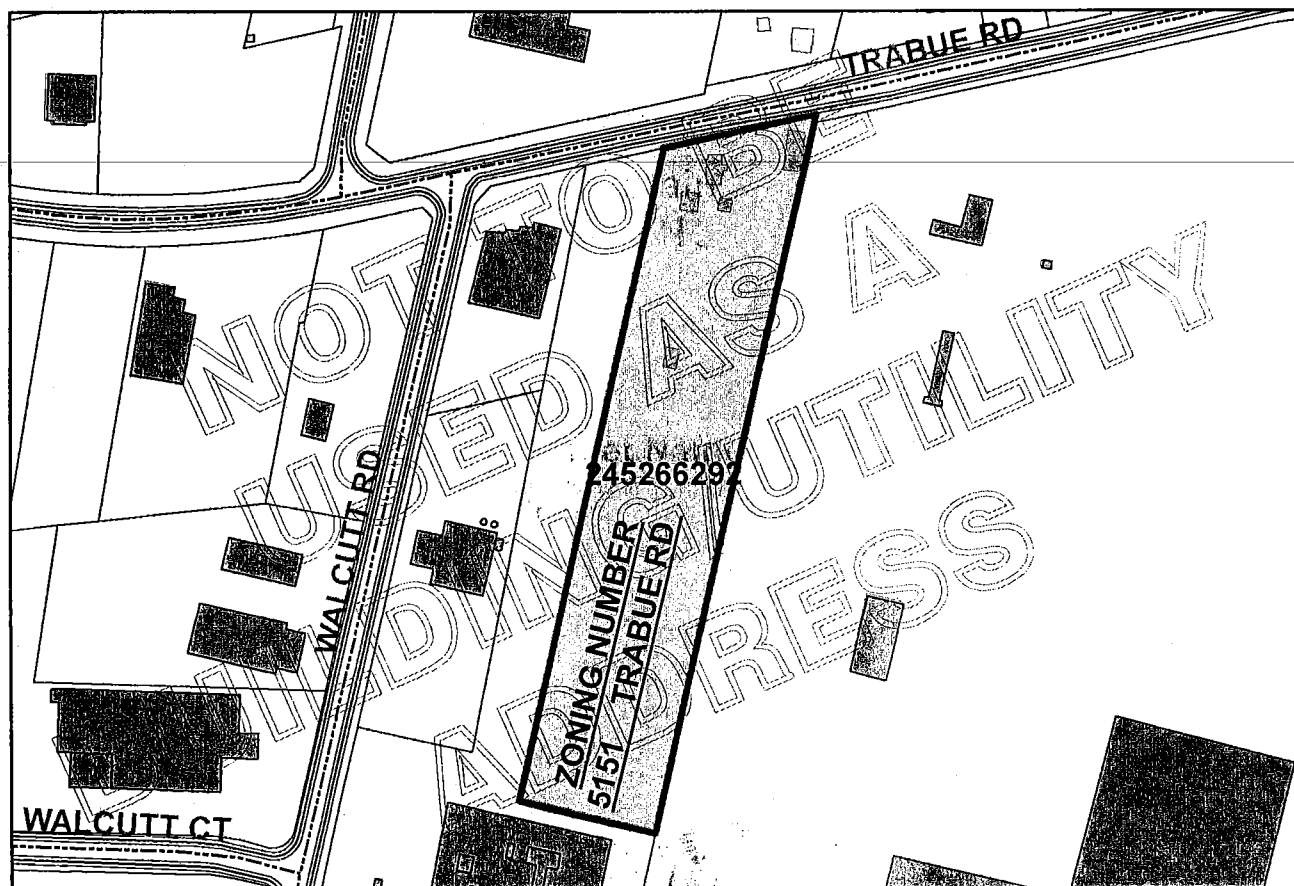 TRABUE RD
245266292
ZONING NUMBER
5151 TRABUE RD
WALCUTT RD
WALCUTT CT
NOT TO BE
USED AS A
BUILDING/UTILITY
ADDRESS